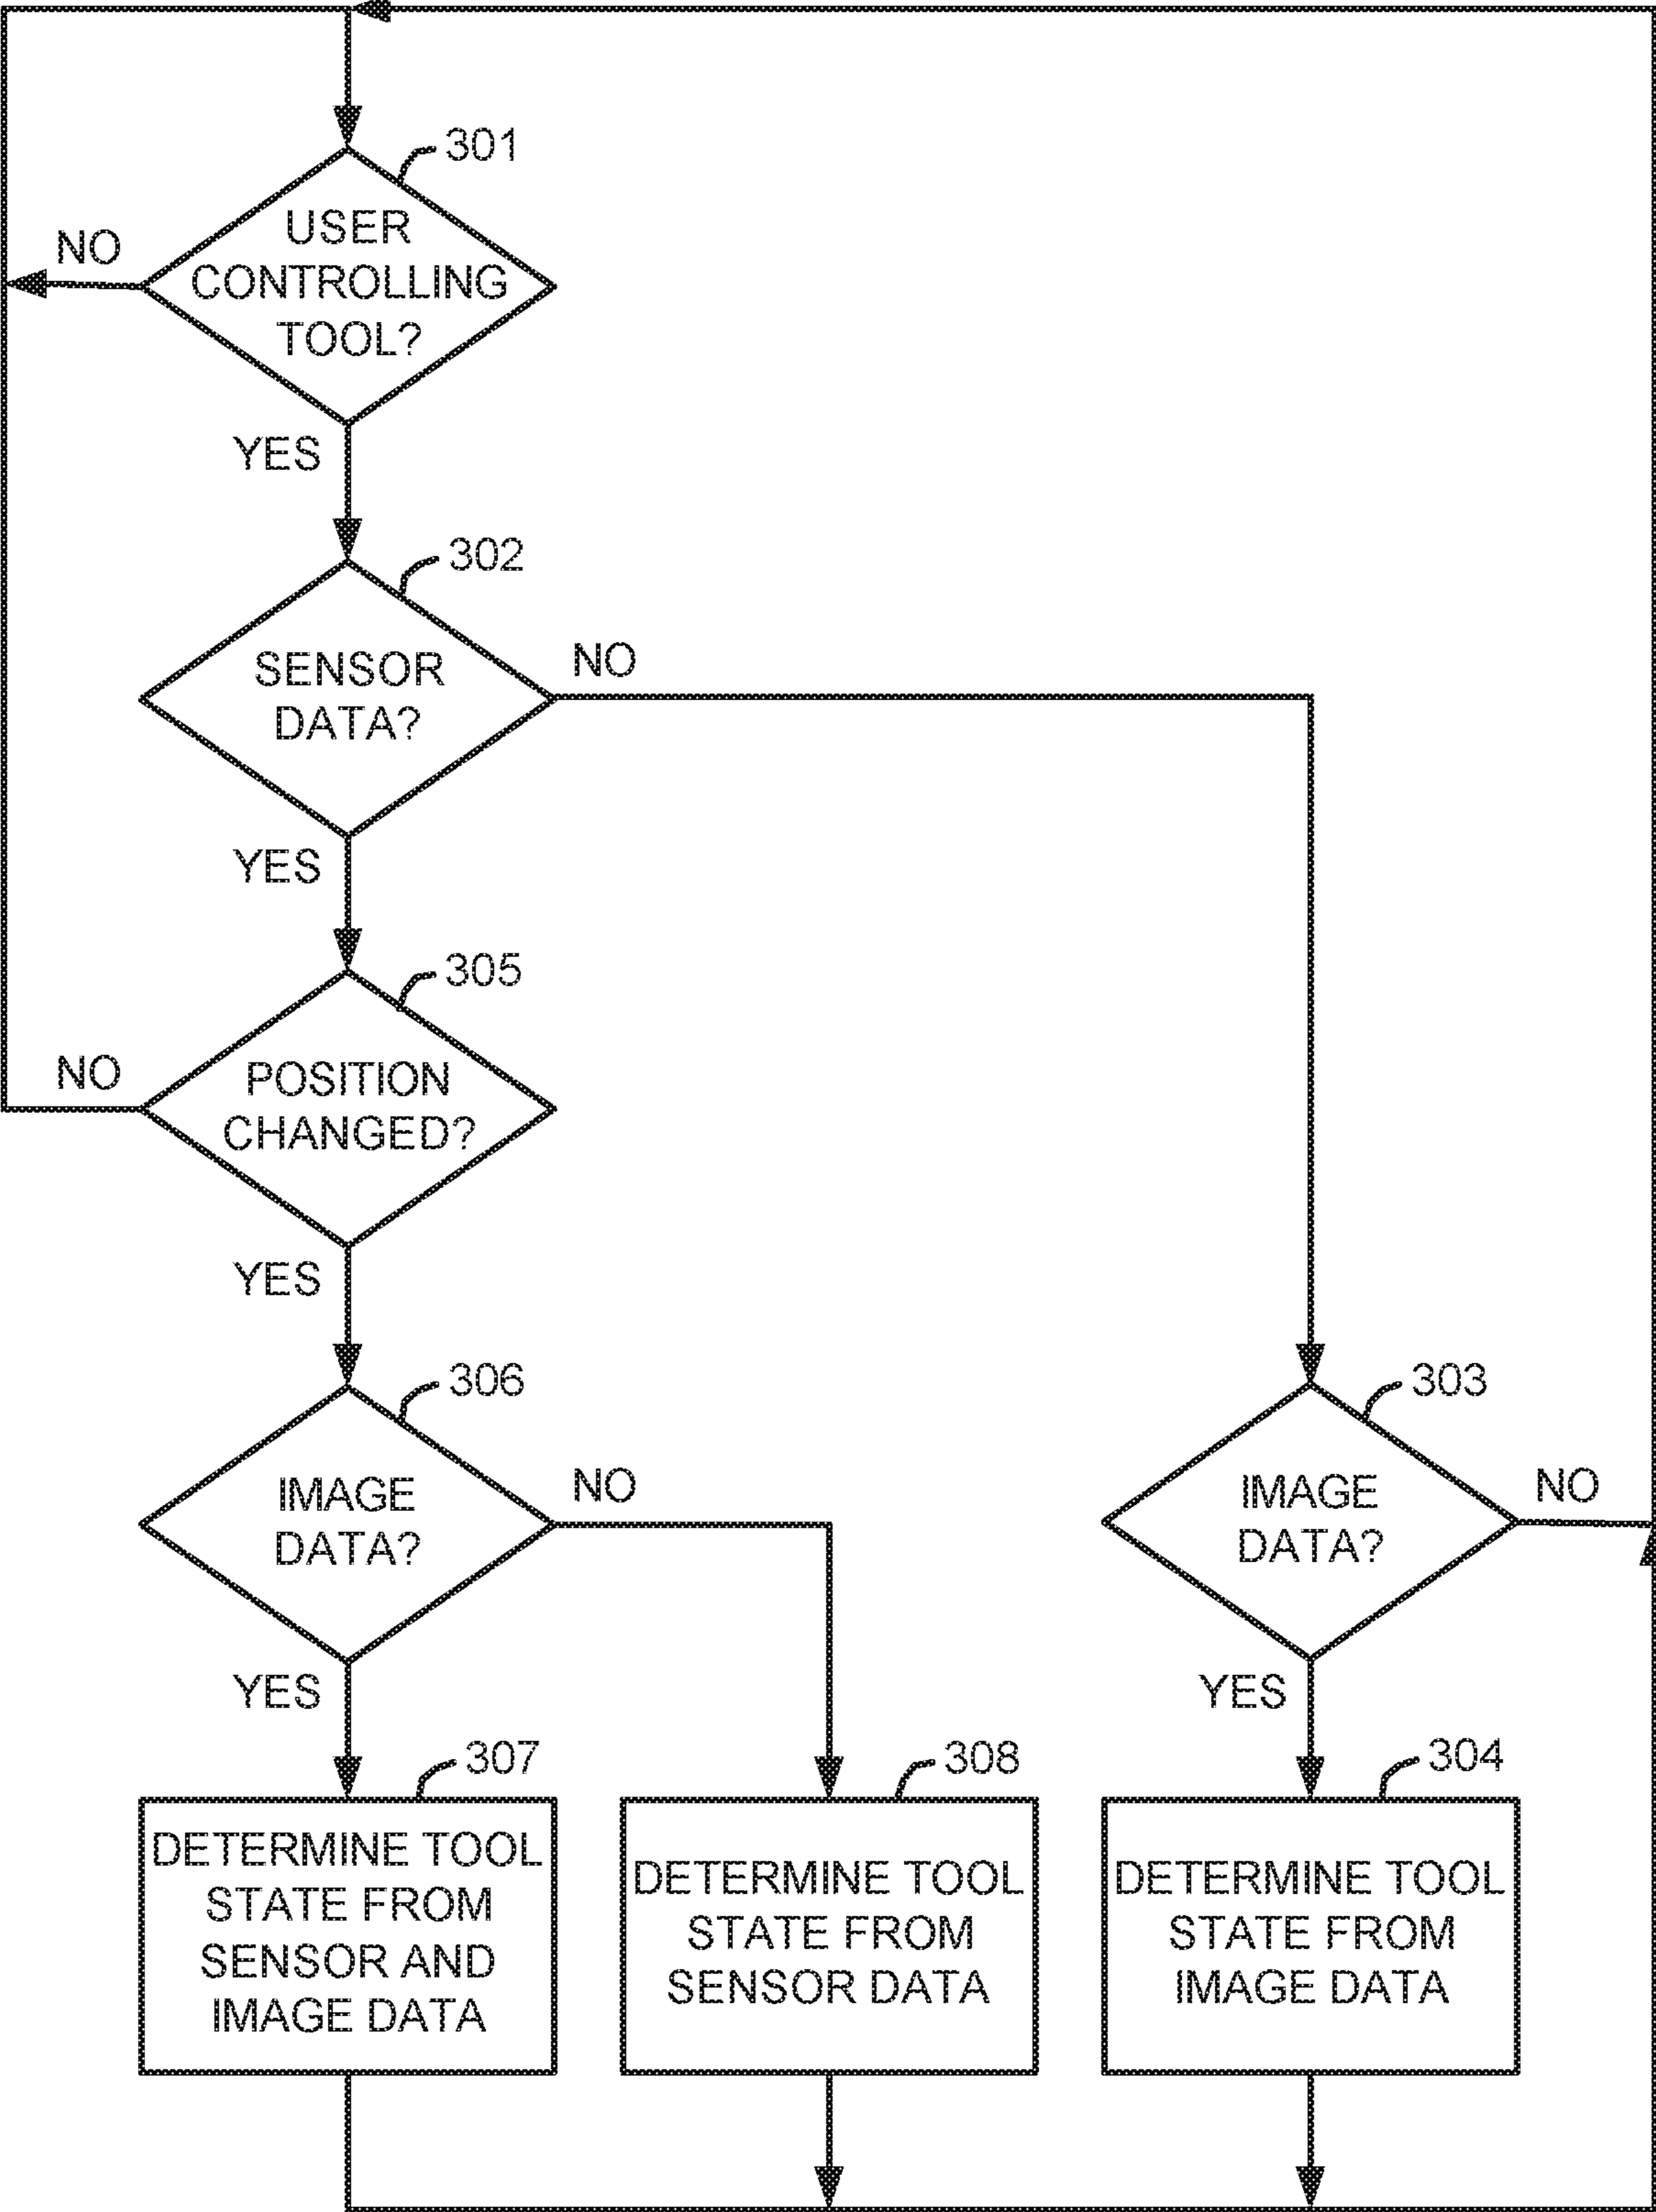 301
USER
CONTROLLING
TOOL?
NO
YES
302
SENSOR
DATA?
NO
YES
305
POSITION
CHANGED?
NO
YES
306
IMAGE
DATA?
NO
YES
303
IMAGE
DATA?
NO
YES
307
DETERMINE TOOL
STATE FROM
SENSOR AND
IMAGE DATA
308
DETERMINE TOOL
STATE FROM
SENSOR DATA
304
DETERMINE TOOL
STATE FROM
IMAGE DATA